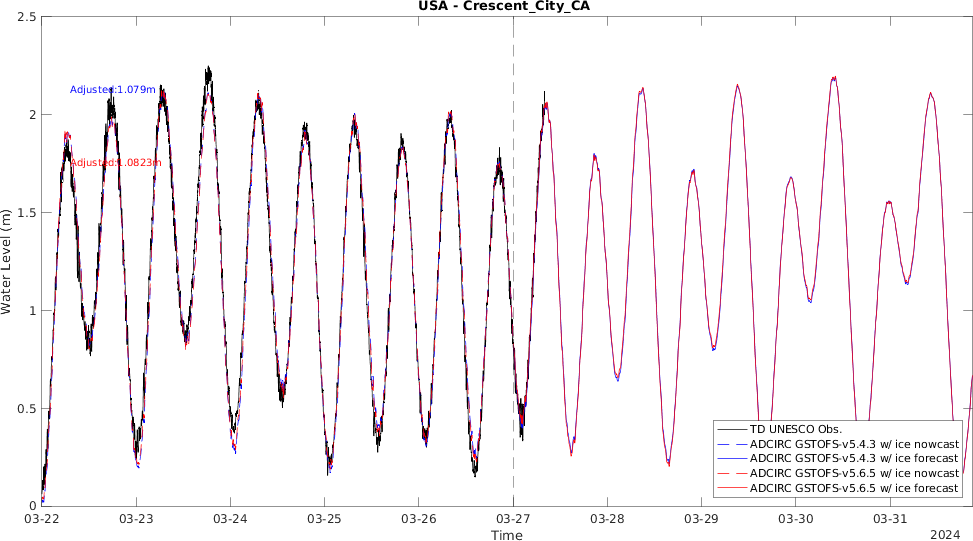 USA - Crescent_City_CA
2.5
2
1.5
1
0.5
0
Water Level (m)
Adjusted:1.079m
Adjusted:1.0823m
TD UNESCO Obs.
ADCIRC GSTOFS-v5.4.3 w/ ice nowcast
ADCIRC GSTOFS-v5.4.3 w/ ice forecast
ADCIRC GSTOFS-v5.6.5 w/ ice nowcast
ADCIRC GSTOFS-v5.6.5 w/ ice forecast
03-22 03-23 03-24 03-25 03-26 03-27 03-28 03-29 03-30 03-31
Time
2024